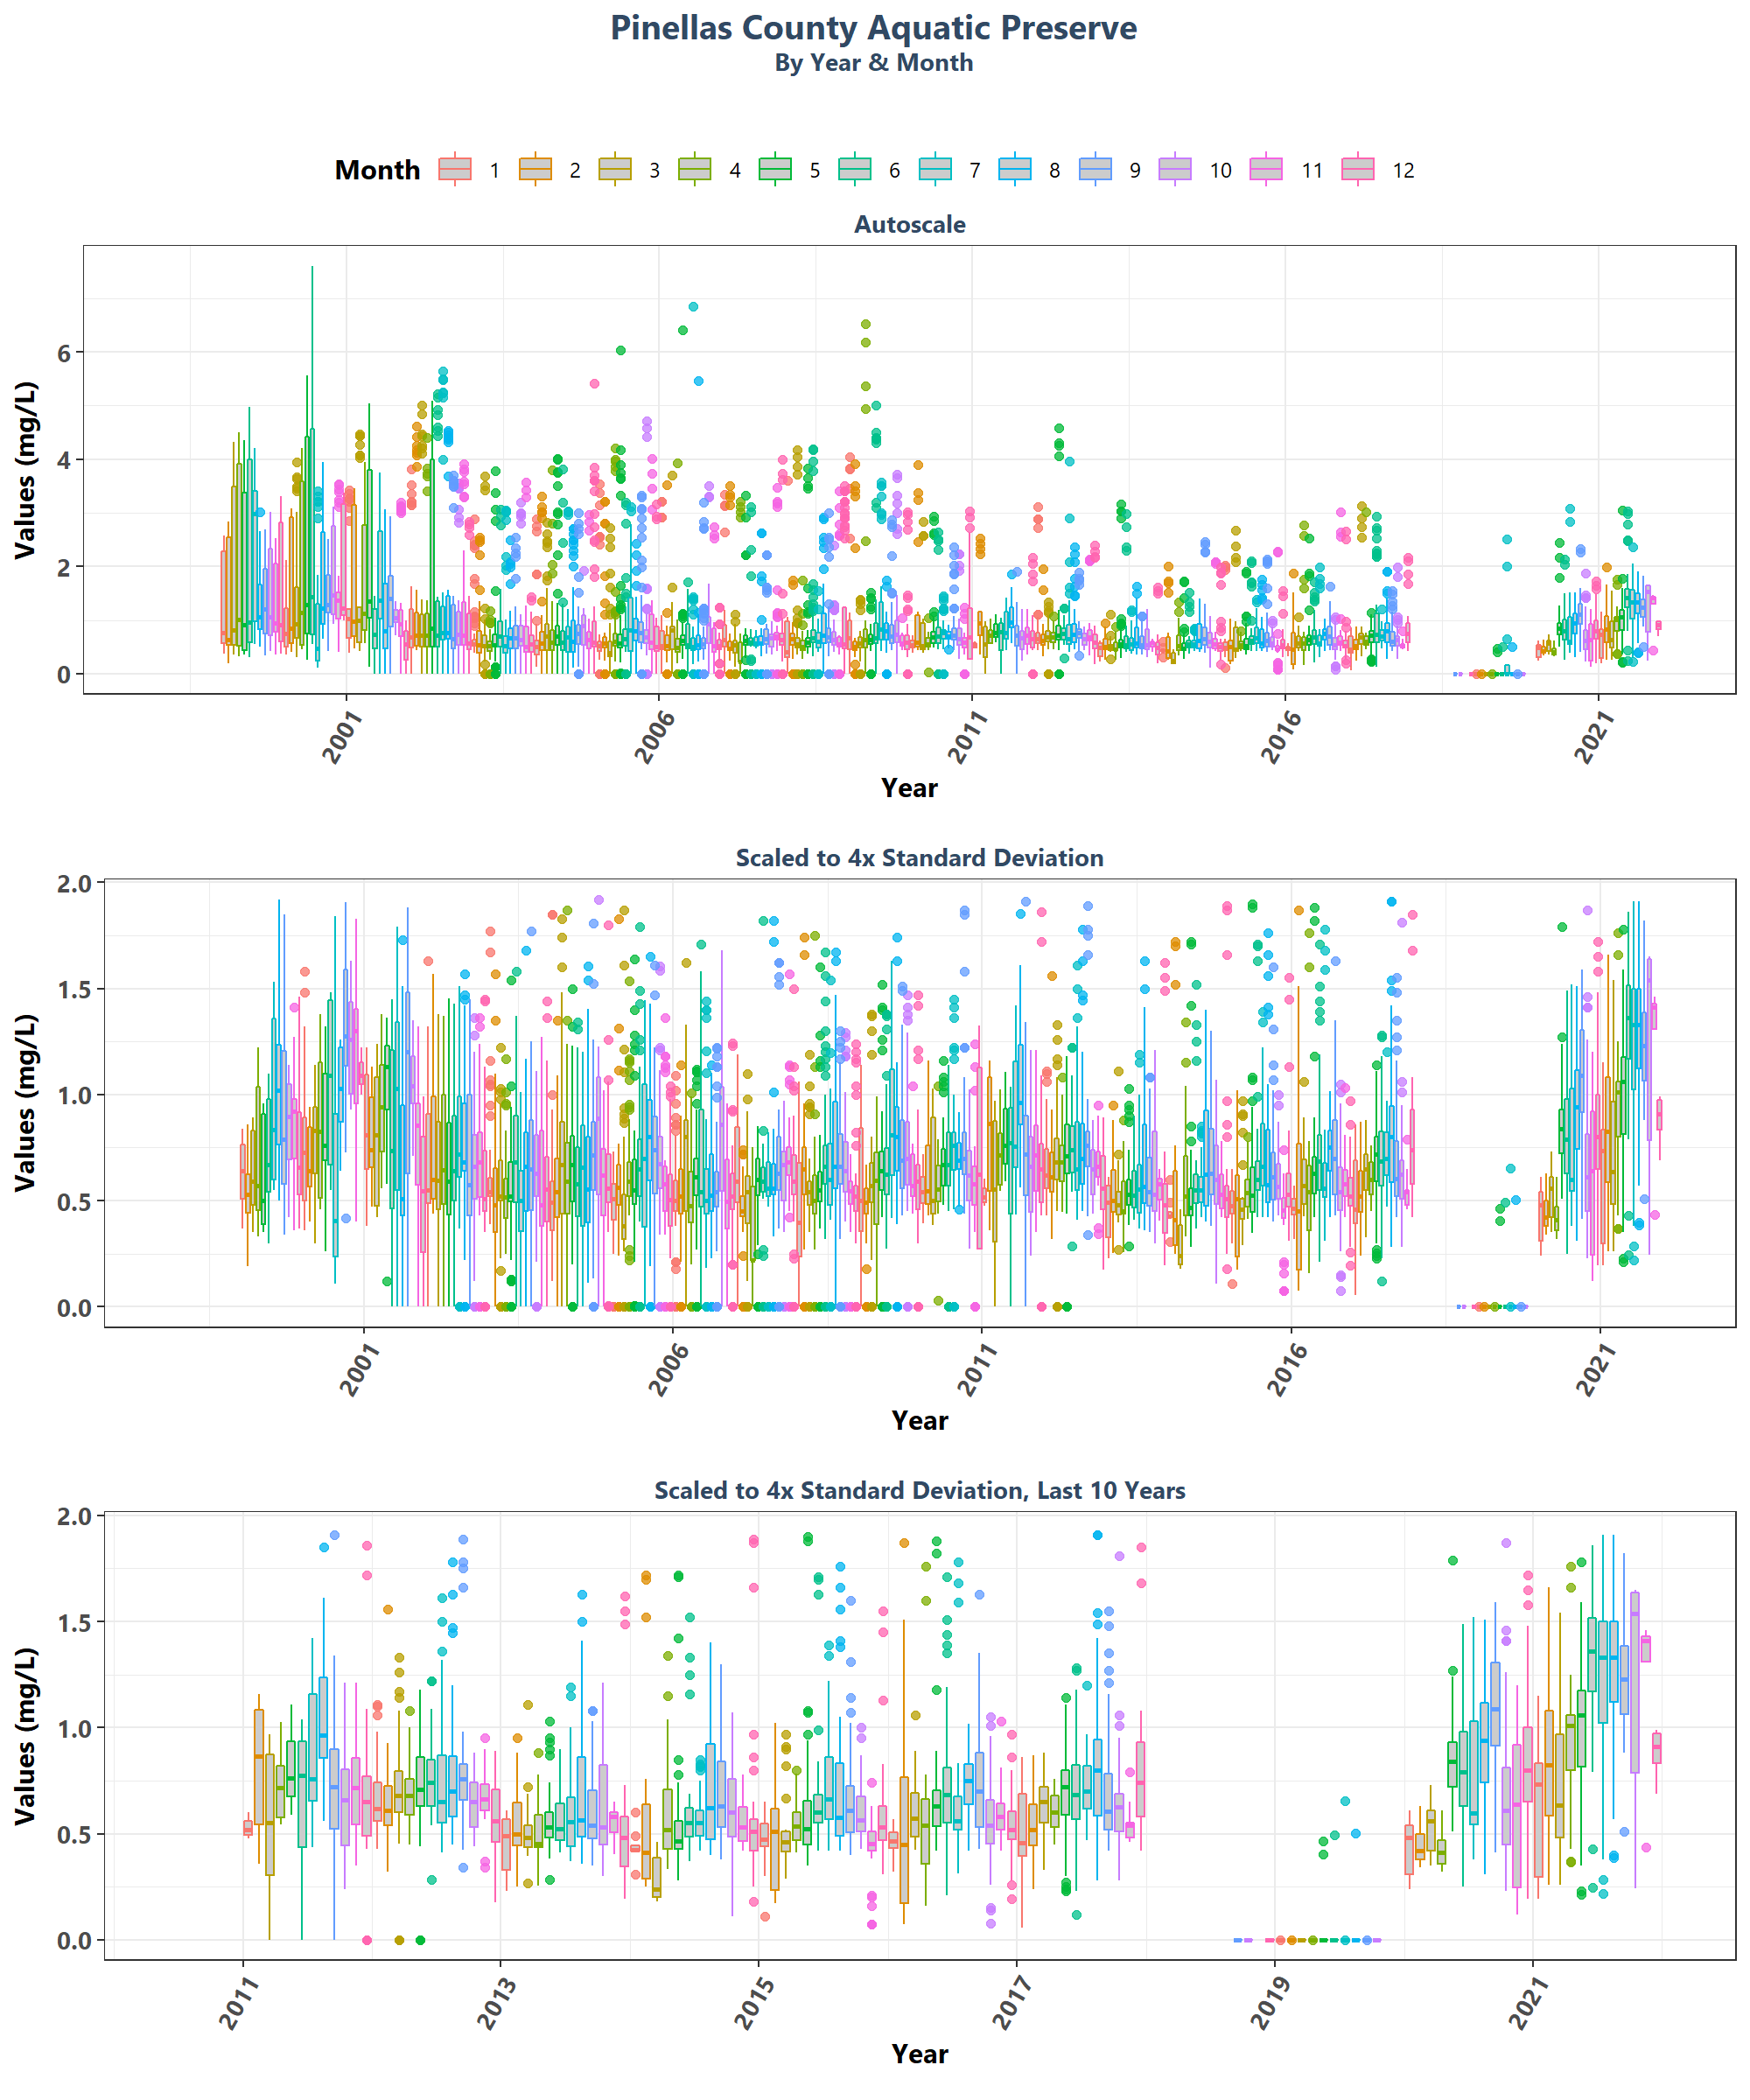 Pinellas County Aquatic Preserve
By Year & Month
Month 1 2 3 4 5 6 7 8 9 10 11 12
Autoscale
Values (mg/L)
6
4
2
0
2001 2006 2011 2016 2021
Year
Scaled to 4x Standard Deviation
Values (mg/L)
2.0
1.5
1.0
0.5
0.0
2001 2006 2011 2016 2021
Year
Scaled to 4x Standard Deviation, Last 10 Years
Values (mg/L)
2.0
1.5
1.0
0.5
0.0
2011 2013 2015 2017 2019 2021
Year